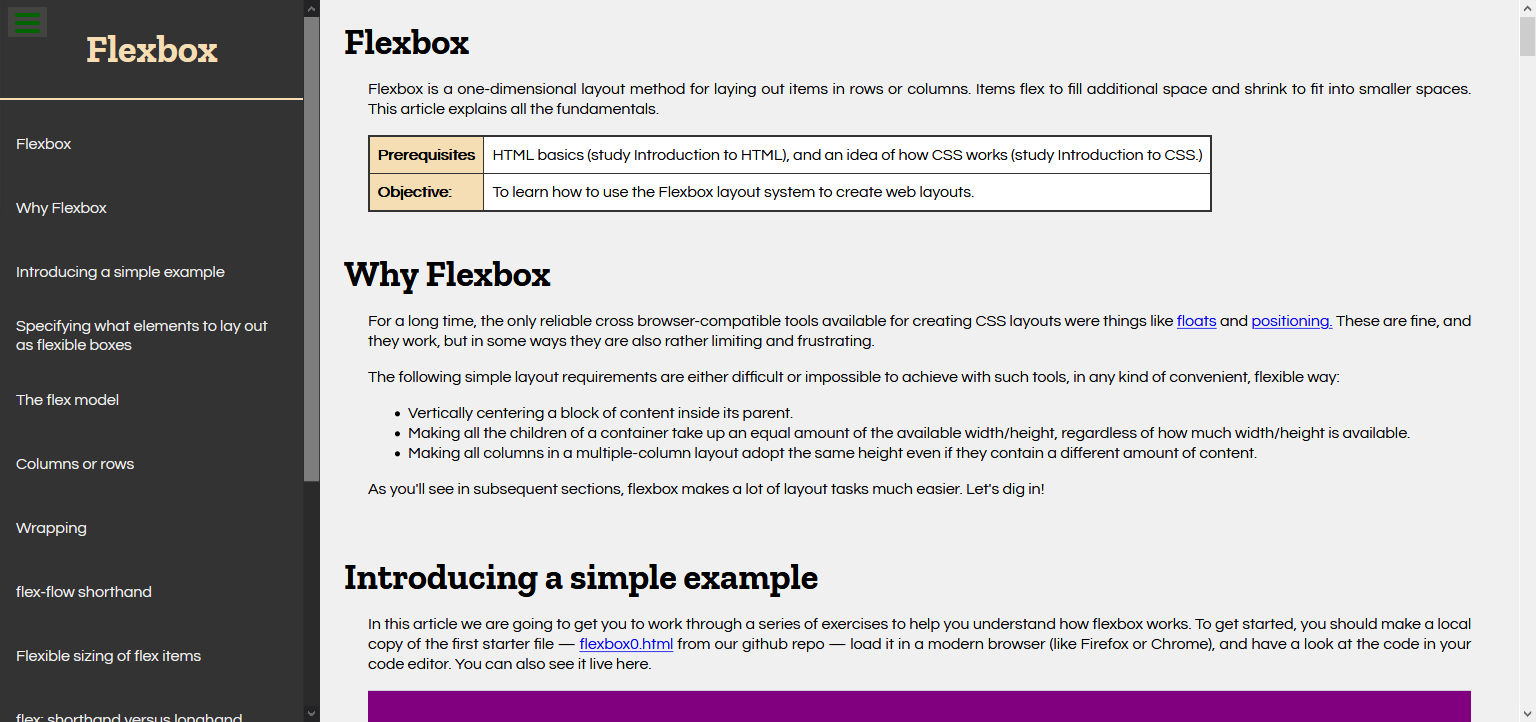 Flexbox
Flexbox
Why Flexbox
Introducing a simple example
Specifying what elements to lay out
as flexible boxes
The flex model
Columns or rows
Wrapping
flex-flow shorthand
Flexible sizing of flex items
flex: shorthand versus longhand
Flexbox
Flexbox is a one-dimensional layout method for laying out items in rows or columns. Items flex to fill additional space and shrink to fit into smaller spaces.
This article explains all the fundamentals.
Prerequisites HTML basics (study Introduction to HTML), and an idea of how CSS works (study Introduction to CSS.)
Objective: To learn how to use the Flexbox layout system to create web layouts.
Why Flexbox
For a long time, the only reliable cross browser-compatible tools available for creating CSS layouts were things like floats and positioning. These are fine, and
they work, but in some ways they are also rather limiting and frustrating.
The following simple layout requirements are either difficult or impossible to achieve with such tools, in any kind of convenient, flexible way:
• Vertically centering a block of content inside its parent.
• Making all the children of a container take up an equal amount of the available width/height, regardless of how much width/height is available.
• Making all columns in a multiple-column layout adopt the same height even if they contain a different amount of content.
As you'll see in subsequent sections, flexbox makes a lot of layout tasks much easier. Let's dig in!
Introducing a simple example
In this article we are going to get you to work through a series of exercises to help you understand how flexbox works. To get started, you should make a local
copy of the first starter file — flexbox0.html from our github repo — load it in a modern browser (like Firefox or Chrome), and have a look at the code in your
code editor. You can also see it live here.